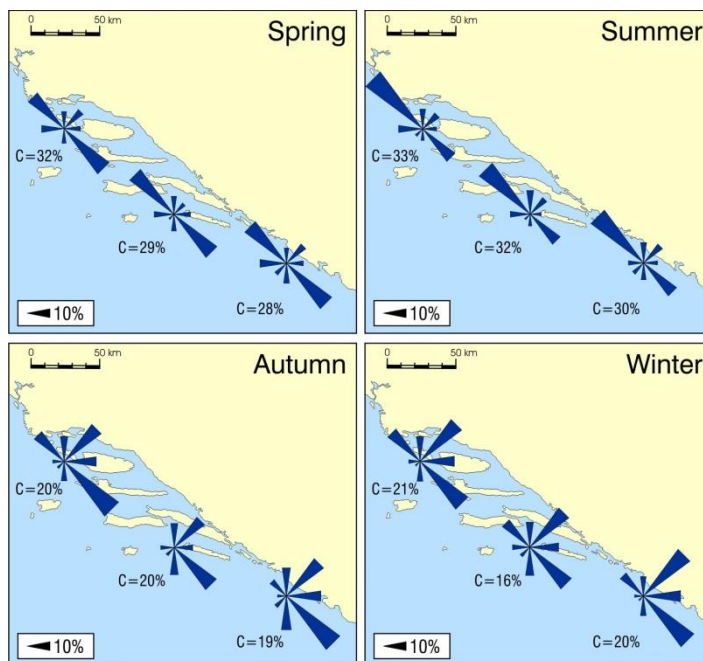 Spring
0 50 km
C=32%
C=29%
C=28%
10%
Summer
0 50 km
C=33%
C=32%
C=30%
10%
Autumn
0 50 km
C=20%
C=20%
C=19%
10%
Winter
0 50 km
C=21%
C=16%
C=20%
10%